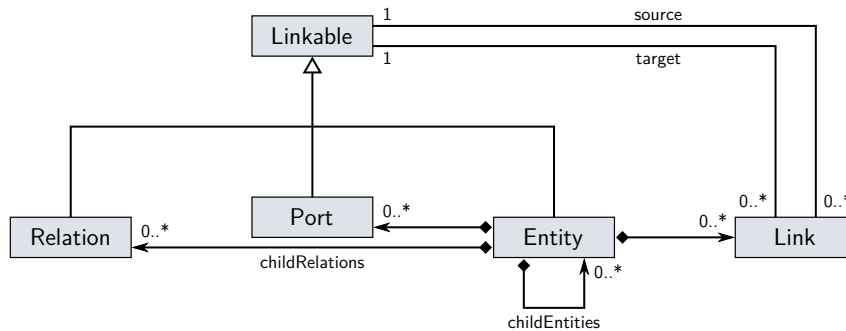 Linkable
1
source
1
target
0..*
0..*
Relation
0..*
Port
0..*
Entity
0..*
Link
childRelations
0..*
childEntities